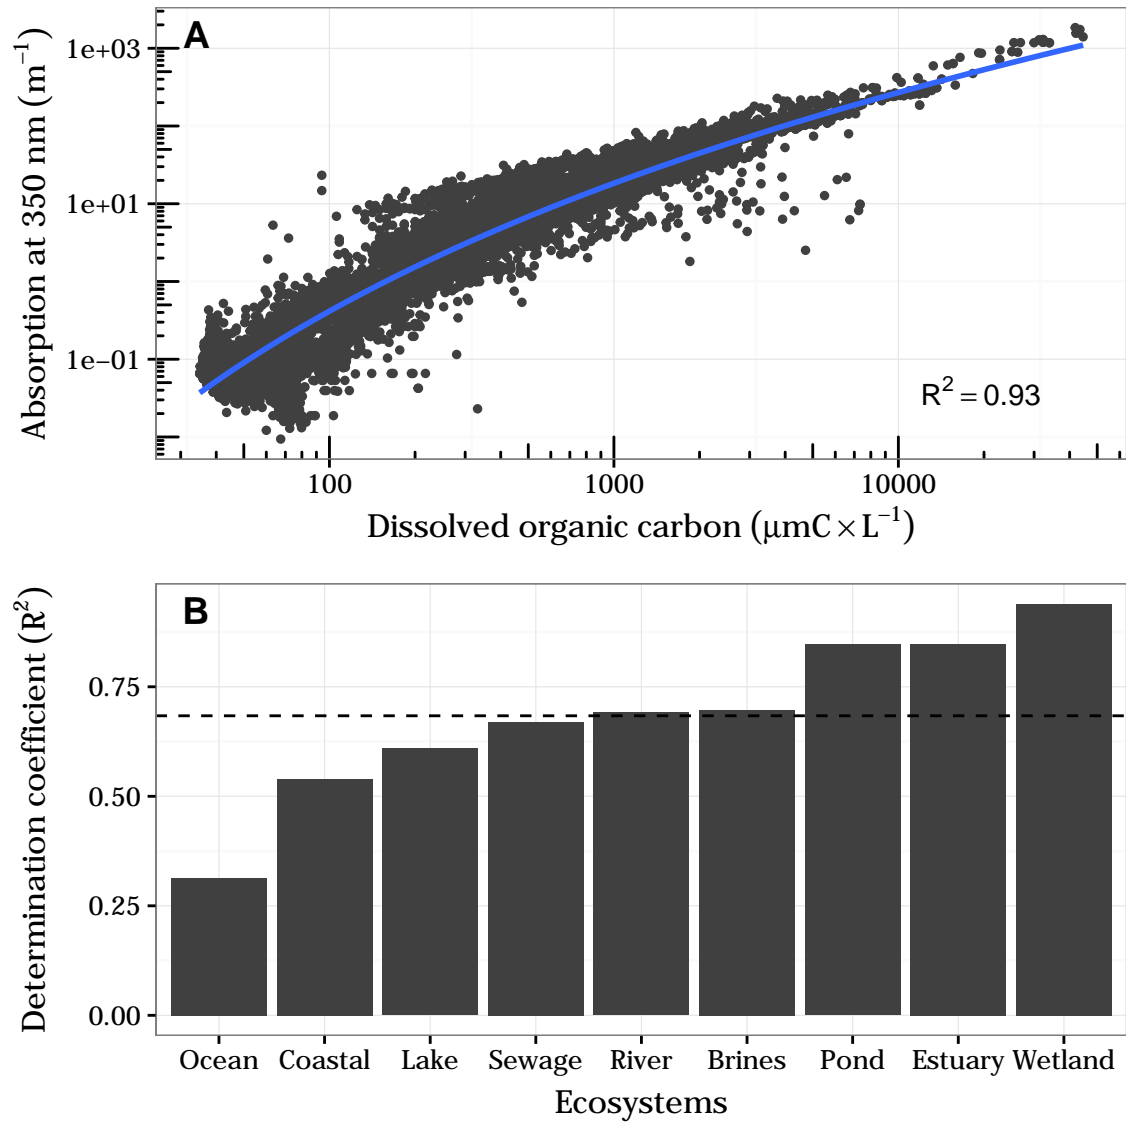 A
Absorption at 350 nm (m⁻¹)
1e+03
1e+01
1e−01
R² = 0.93
100 1000 10000
Dissolved organic carbon (μmC × L⁻¹)
B
Determination coefficient (R²)
0.75
0.50
0.25
0.00
Ocean Coastal Lake Sewage River Brines Pond Estuary Wetland
Ecosystems